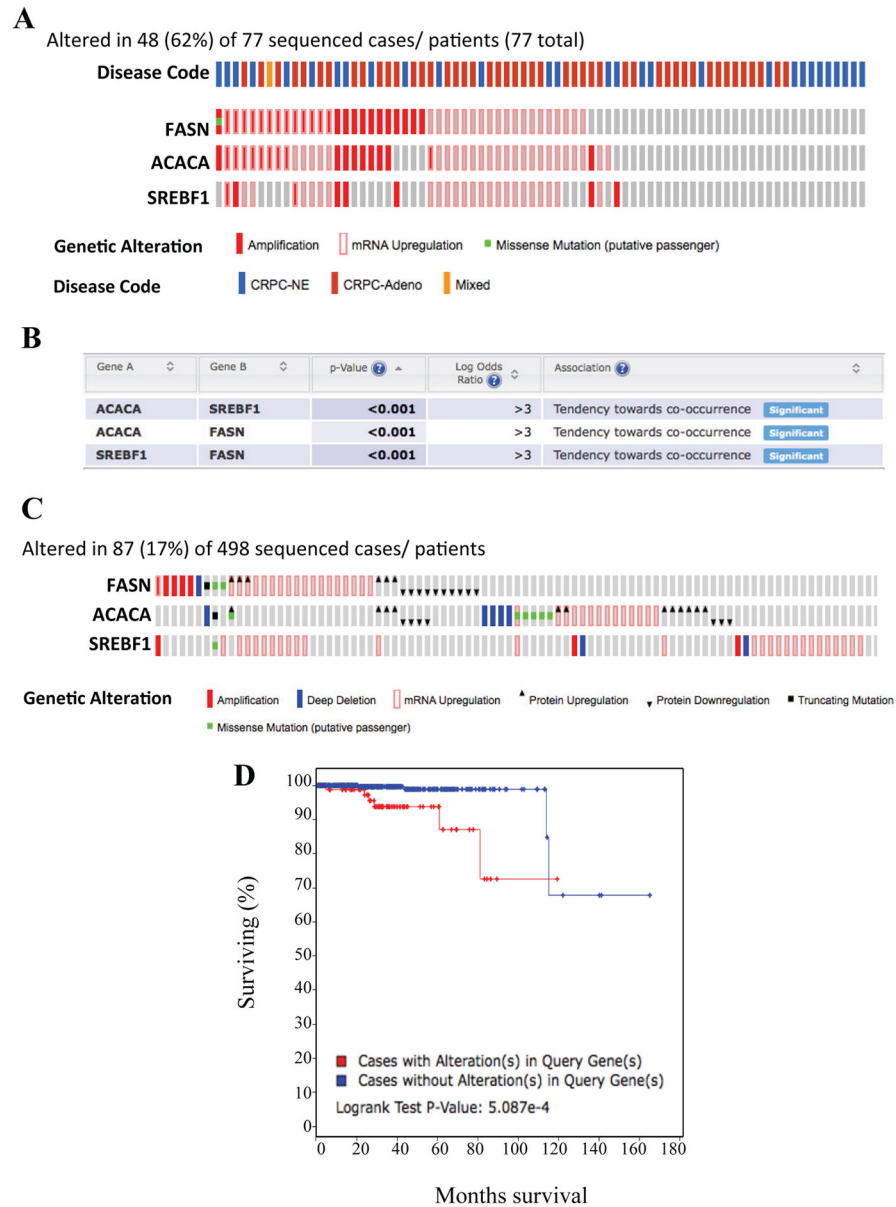 A
Altered in 48 (62%) of 77 sequenced cases/ patients (77 total)
Disease Code
FASN
ACACA
SREBF1
Genetic Alteration Amplification mRNA Upregulation Missense Mutation (putative passenger)
Disease Code CRPC-NE CRPC-Adeno Mixed
B
Gene A Gene B p-Value ? Log Odds Ratio ? Association ?
ACACA SREBF1 <0.001 >3 Tendency towards co-occurrence Significant
ACACA FASN <0.001 >3 Tendency towards co-occurrence Significant
SREBF1 FASN <0.001 >3 Tendency towards co-occurrence Significant
C
Altered in 87 (17%) of 498 sequenced cases/ patients
FASN
ACACA
SREBF1
Genetic Alteration Amplification Deep Deletion mRNA Upregulation Protein Upregulation Protein Downregulation Truncating Mutation
Missense Mutation (putative passenger)
D
Surviving (%)
100
90
80
70
60
50
40
30
20
10
0
Cases with Alteration(s) in Query Gene(s)
Cases without Alteration(s) in Query Gene(s)
Logrank Test P-Value: 5.087e-4
0 20 40 60 80 100 120 140 160 180
Months survival